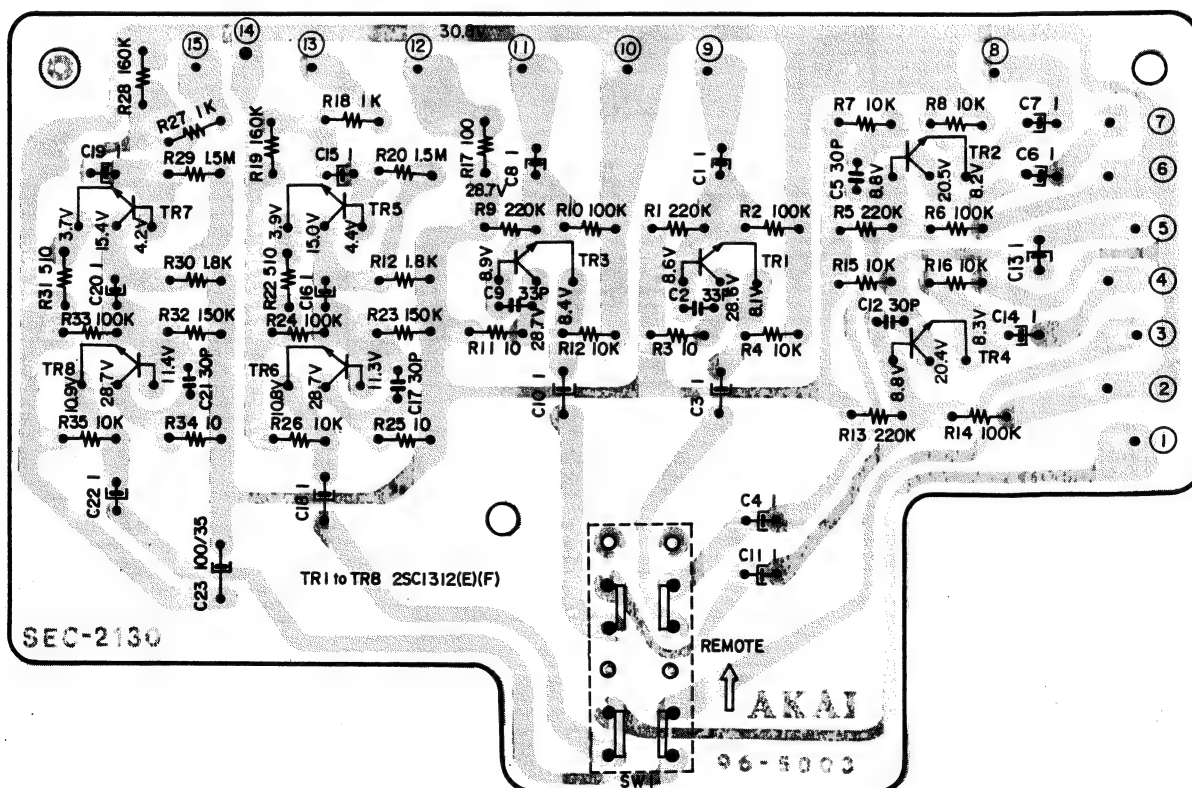 30.8V
15
14
13
12
11
10
9
8
R28 160K
R27 1K
R19 160K
R18 1K
R17 100
28.7V
C8 1
C1 1
R7 10K
R8 10K
C7 1
7
C19 1
R29 1.5M
C15 1
R20 1.5M
C5 30P
8.8V
TR2
20.5V
8.2V
C6 1
6
TR7
3.7V
15.4V
4.2V
TR5
3.9V
15.0V
4.4V
R9 220K
R10 100K
R1 220K
R2 100K
R5 220K
R6 100K
5
R31 510
C20 1
R30 1.8K
R22 510
C16 1
R12 1.8K
8.9V
TR3
C9 33P
28.7V
8.4V
8.6V
TR1
C2 33P
28.6V
8.1V
R15 10K
R16 10K
C13 1
4
R33 100K
R32 150K
R24 100K
R23 150K
R11 10
R12 10K
R3 10
R4 10K
C12 30P
8.3V
C14 1
3
TR8
10.9V
28.7V
11.4V
C21 30P
TR6
10.8V
28.7V
11.3V
C17 30P
C10 1
C3 1
8.8V
20.4V
TR4
2
R35 10K
R34 10
R26 10K
R25 10
R13 220K
R14 100K
1
C22 1
C18 1
C4 1
C23 100/35
TR1 to TR8 2SC1312(E)(F)
C11 1
SEC-2130
REMOTE
AKAI
96-5003
SW1